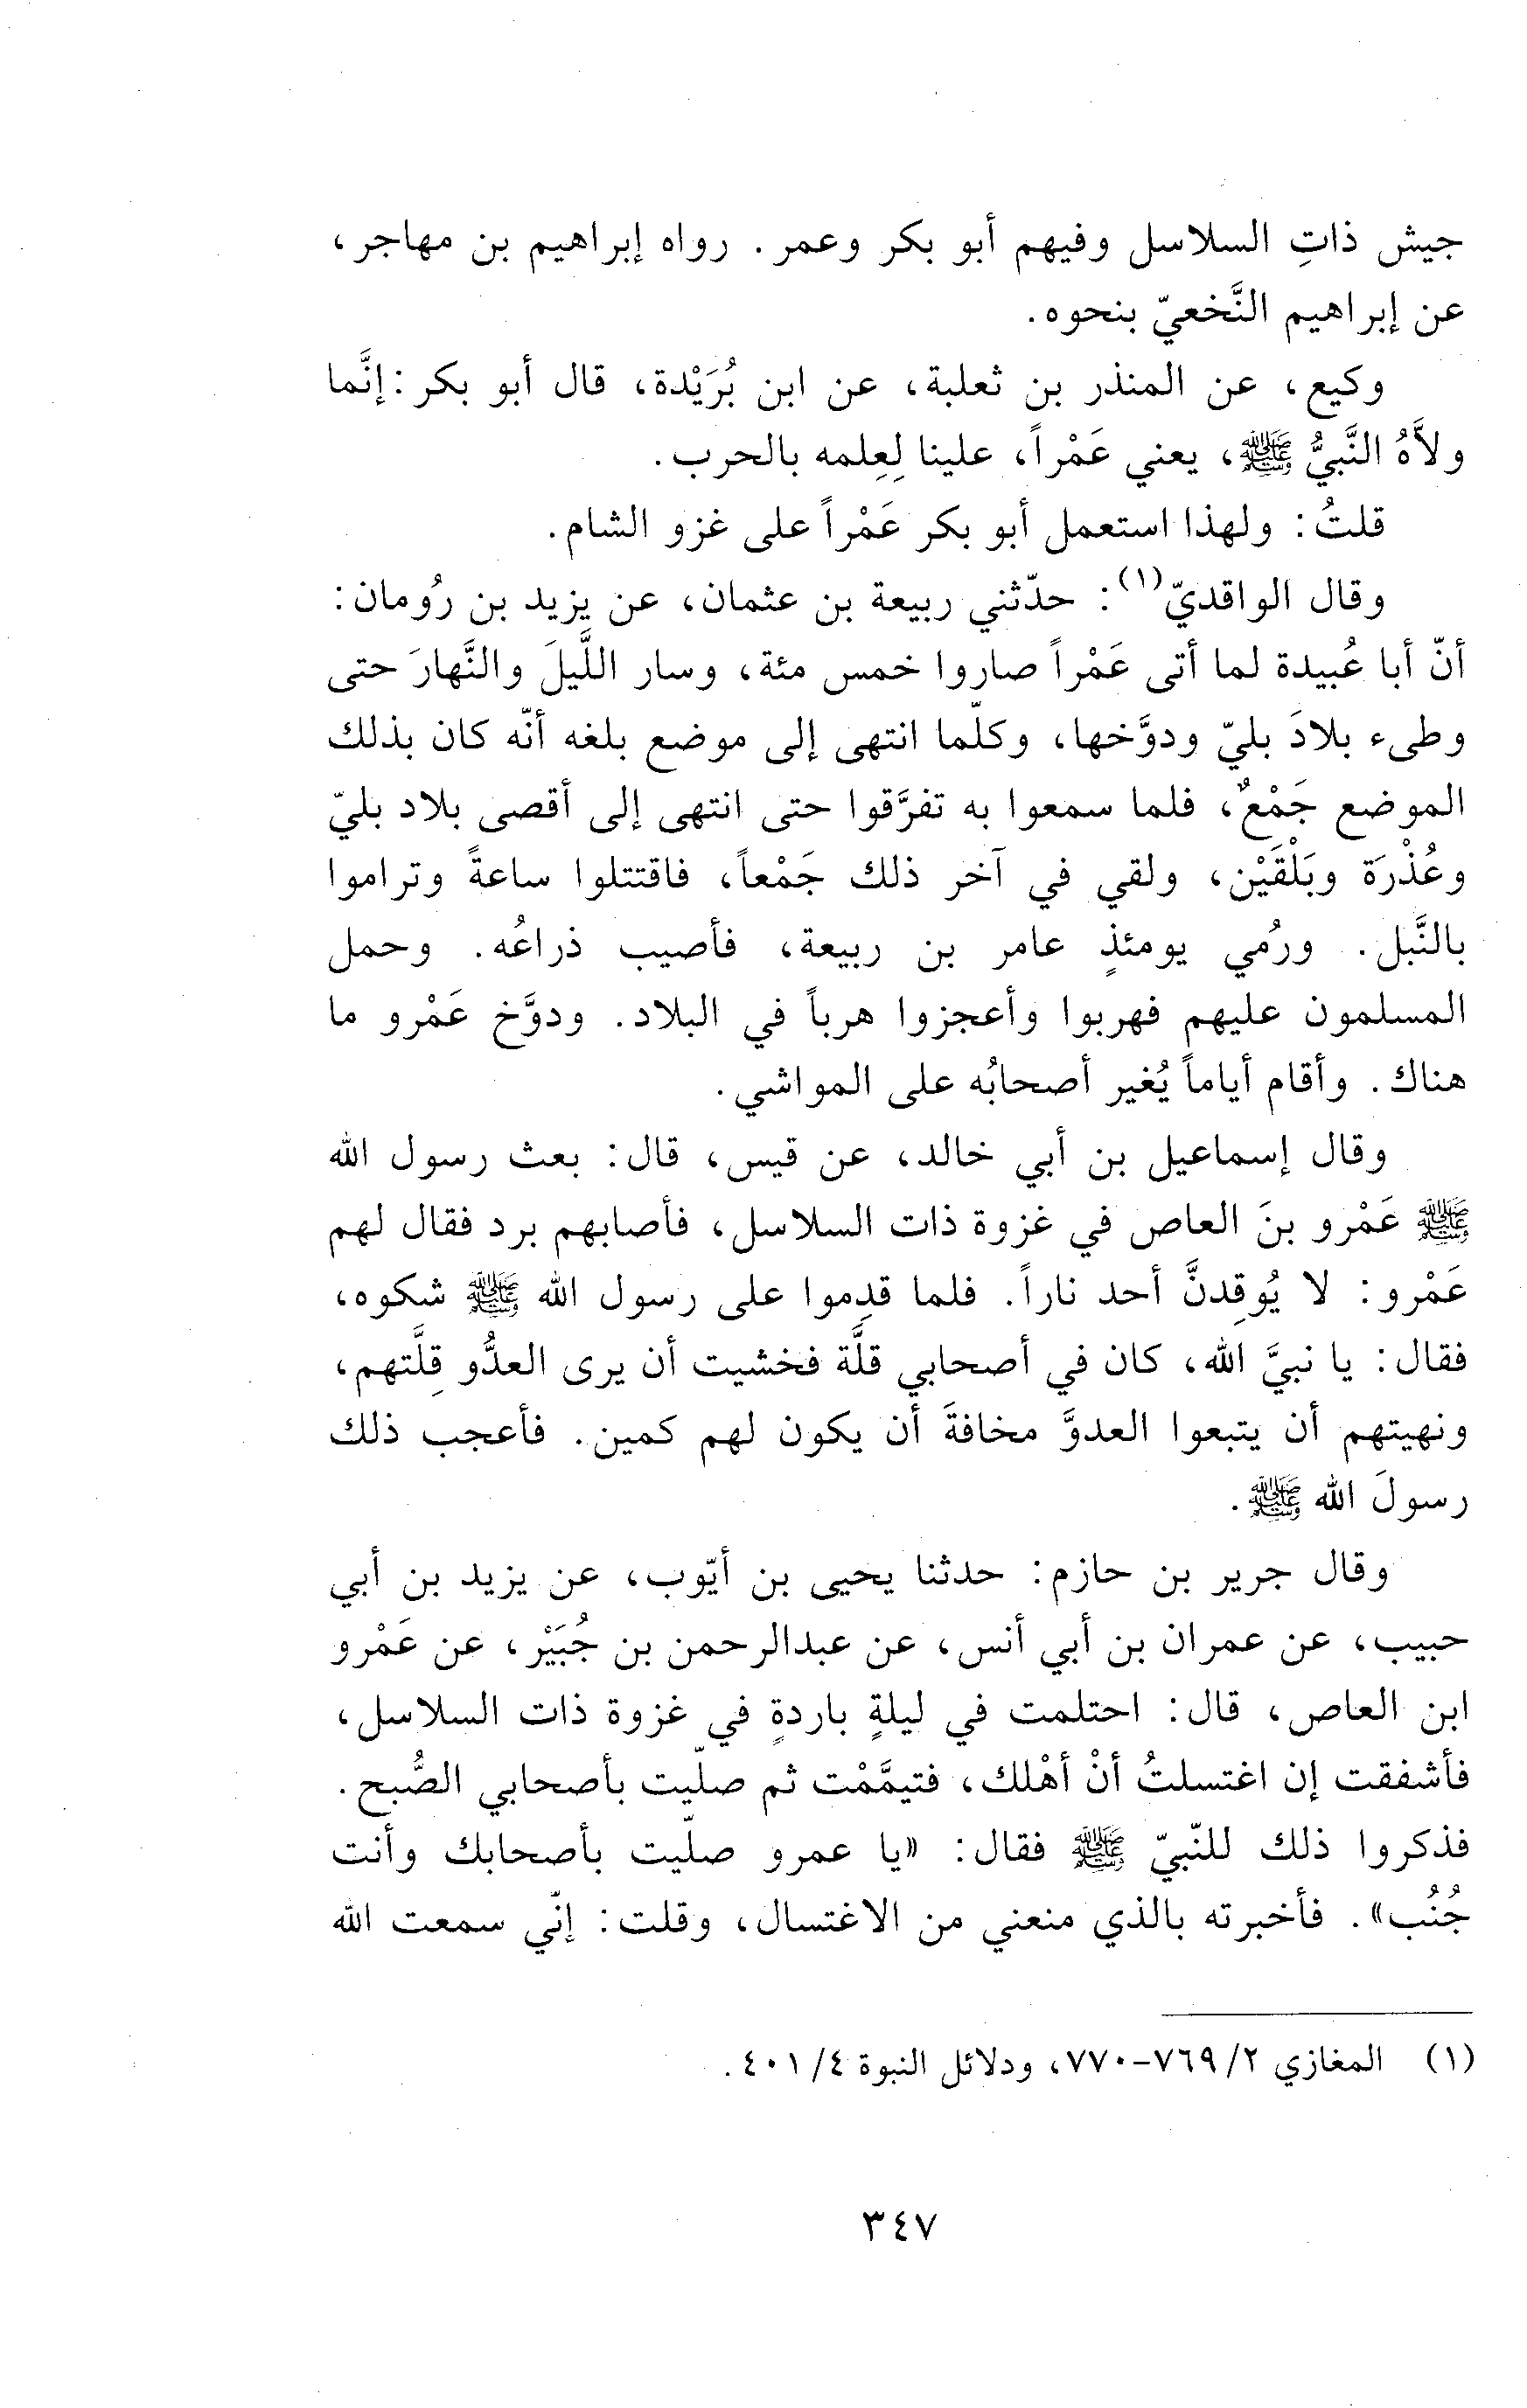 جيش ذاتِ السلاسل وفيهم أبو بكر وعمر. رواه إبراهيم بن مهاجر،
عن إبراهيم النَّخعيّ بنحوه.
وكيع، عن المنذر بن ثعلبة، عن ابن بُرَيْدة، قال أبو بكر: إنَّما
ولاَّهُ النَّبيُّ ﷺ، يعني عَمْراً، علينا لِعِلمه بالحرب.
قلتُ: ولهذا استعمل أبو بكر عَمْراً على غزو الشام.
وقال الواقديّ(١): حدّثني ربيعة بن عثمان، عن يزيد بن رُومان:
أنّ أبا عُبيدة لما أتى عَمْراً صاروا خمس مئة، وسار اللَّيلَ والنَّهارَ حتى
وطىء بلادَ بليّ ودوَّخها، وكلّما انتهى إلى موضع بلغه أنّه كان بذلك
الموضع جَمْعٌ، فلما سمعوا به تفرَّقوا حتى انتهى إلى أقصى بلاد بليّ
وعُذْرَة وبَلْقَيْن، ولقي في آخر ذلك جَمْعاً، فاقتتلوا ساعةً وتراموا
بالنَّبل. ورُمي يومئذٍ عامر بن ربيعة، فأصيب ذراعُه. وحمل
المسلمون عليهم فهربوا وأعجزوا هرباً في البلاد. ودوَّخ عَمْرو ما
هناك. وأقام أياماً يُغير أصحابُه على المواشي.
وقال إسماعيل بن أبي خالد، عن قيس، قال: بعث رسول الله
ﷺ عَمْرو بنَ العاص في غزوة ذات السلاسل، فأصابهم برد فقال لهم
عَمْرو: لا يُوقِدنَّ أحد ناراً. فلما قدِموا على رسول الله ﷺ شكوه،
فقال: يا نبيَّ الله، كان في أصحابي قلَّة فخشيت أن يرى العدُّو قِلَّتهم،
ونهيتهم أن يتبعوا العدوَّ مخافةَ أن يكون لهم كمين. فأعجب ذلك
رسولَ الله ﷺ.
وقال جرير بن حازم: حدثنا يحيى بن أيّوب، عن يزيد بن أبي
حبيب، عن عمران بن أبي أنس، عن عبدالرحمن بن جُبَيْر، عن عَمْرو
ابن العاص، قال: احتلمت في ليلةٍ باردةٍ في غزوة ذات السلاسل،
فأشفقت إن اغتسلتُ أنْ أهْلك، فتيمَّمْت ثم صلّيت بأصحابي الصُّبح.
فذكروا ذلك للنّبيّ ﷺ فقال: «يا عمرو صلّيت بأصحابك وأنت
جُنُب». فأخبرته بالذي منعني من الاغتسال، وقلت: إنّي سمعت الله
(١) المغازي ٢/ ٧٦٩-٧٧٠، ودلائل النبوة ٤/ ٤٠١.
٣٤٧